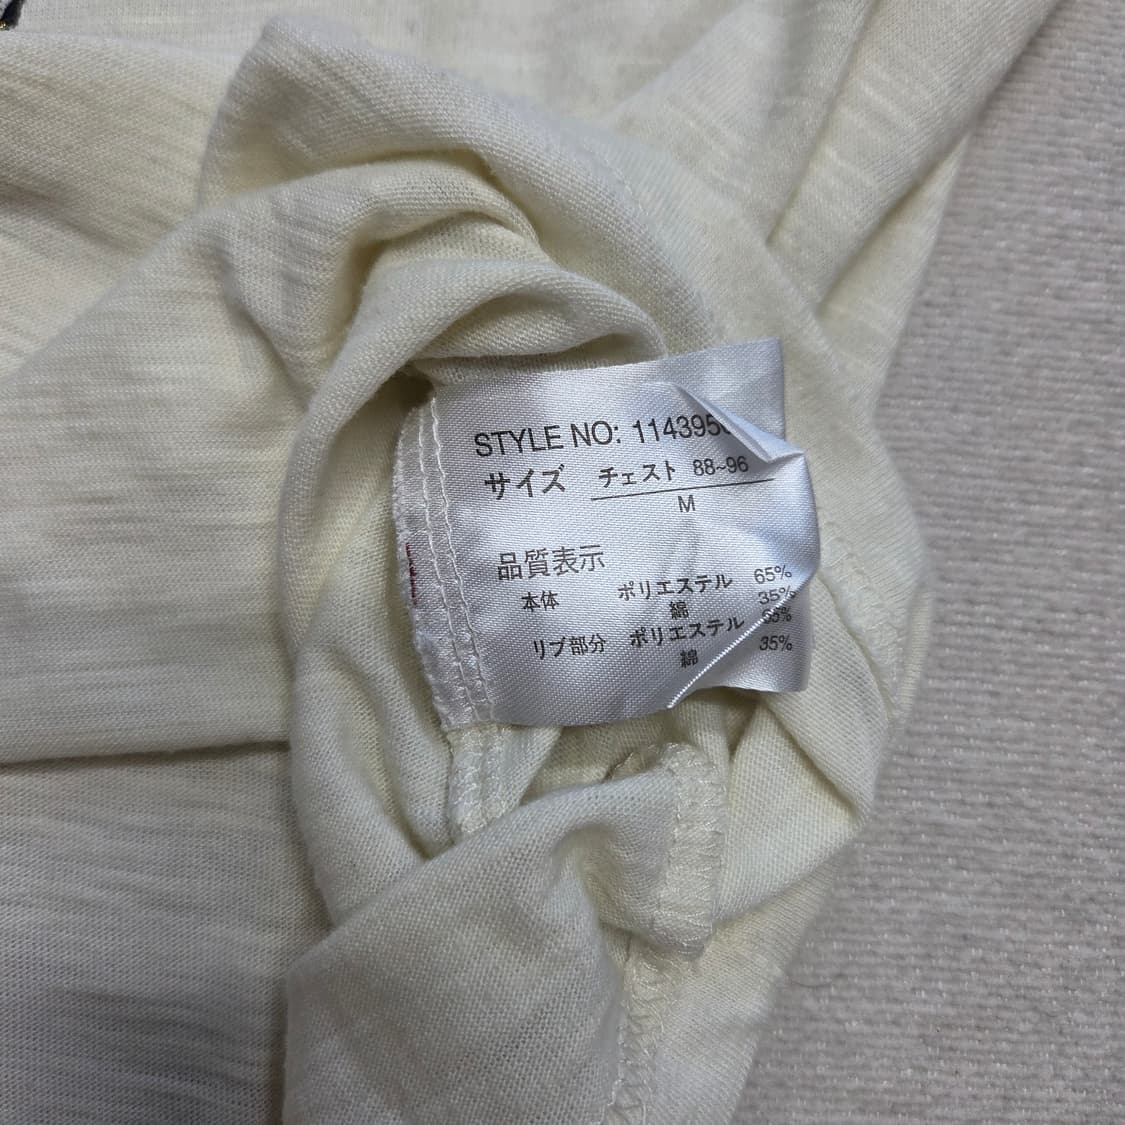 STYLE NO: 114395
サイズ チェスト 88~96
M
品質表示
本体 ポリエステル 65%
綿 35%
リブ部分 ポリエステル 65%
綿 35%